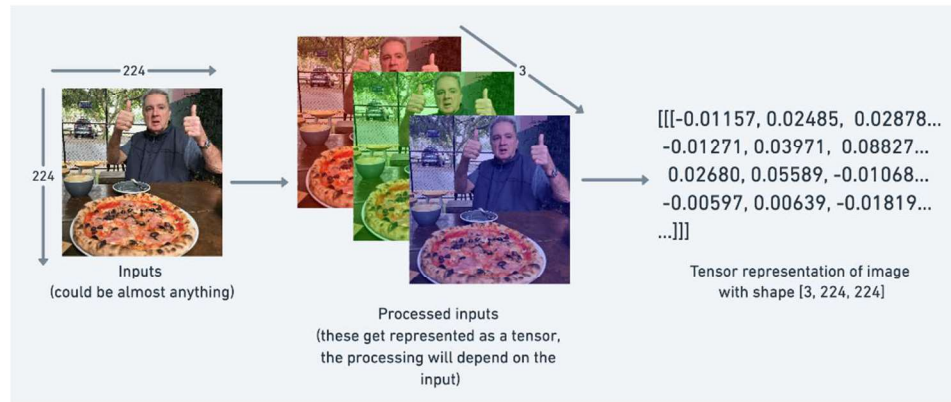 224
224
Inputs
(could be almost anything)
3
Processed inputs
(these get represented as a tensor,
the processing will depend on the
input)
[[[-0.01157, 0.02485, 0.02878...
-0.01271, 0.03971, 0.08827...
0.02680, 0.05589, -0.01068...
-0.00597, 0.00639, -0.01819...
...]]]
Tensor representation of image
with shape [3, 224, 224]